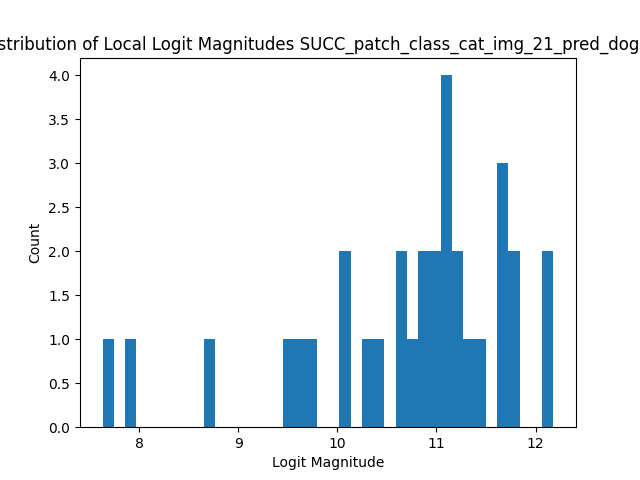 stribution of Local Logit Magnitudes SUCC_patch_class_cat_img_21_pred_dog
4.0
3.5
3.0
2.5
2.0
1.5
1.0
0.5
0.0
Count
8 9 10 11 12
Logit Magnitude